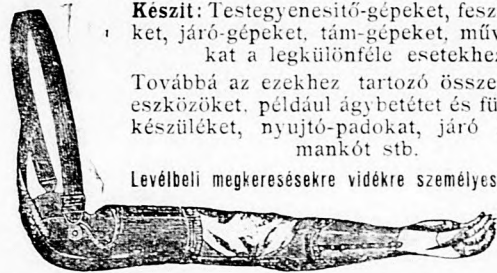 Készit: Testegyenesitő-gépeket, fesz
ket, járó-gépeket, tám-gépeket, műv
kat a legkülönféle esetekhe
Továbbá az ezekhez tartozó össze
eszközöket. például ágybetétet és fü
készüléket, nyujtó-padokat, járó
mankót stb.
Levélbeli megkeresésekre vidékre személyes